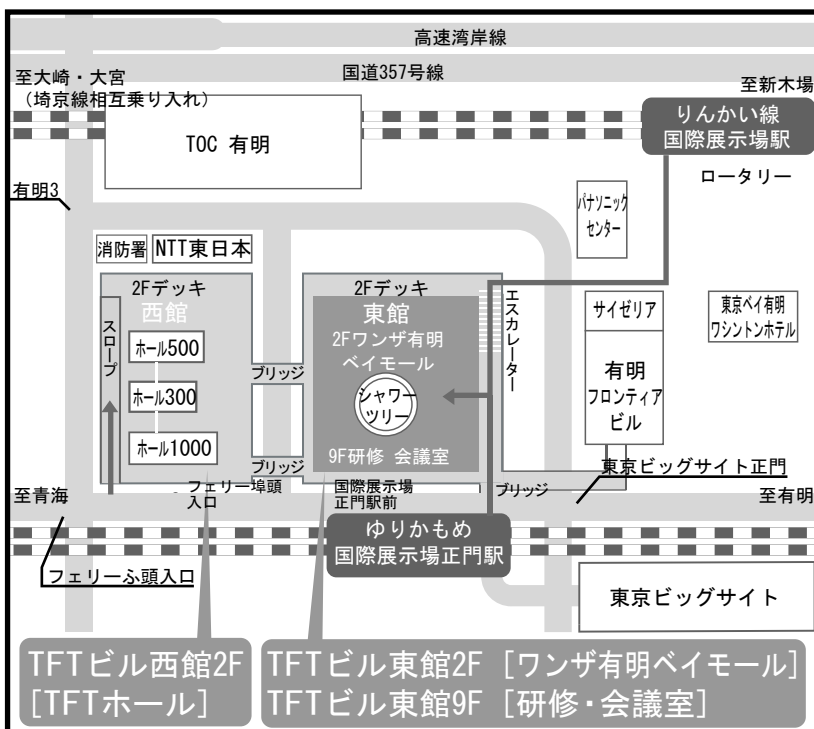 高速湾岸線
国道357号線
至大崎・大宮
(埼京線相互乗り入れ)
至新木場
りんかい線
国際展示場駅
TOC 有明
ロータリー
有明3
パナソニック
センター
消防署
NTT東日本
2Fデッキ
西館
スロープ
ホール500
ホール300
ホール1000
ブリッジ
ブリッジ
2Fデッキ
東館
2Fワンザ有明
ベイモール
シャワー
ツリー
9F研修 会議室
エスカレーター
サイゼリア
有明
フロンティア
ビル
東京ベイ有明
ワシントンホテル
東京ビッグサイト正門
至青海
フェリー埠頭
入口
国際展示場
正門駅前
ブリッジ
至有明
ゆりかもめ
国際展示場正門駅
フェリーふ頭入口
東京ビッグサイト
TFTビル西館2F
[TFTホール]
TFTビル東館2F [ワンザ有明ベイモール]
TFTビル東館9F [研修・会議室]